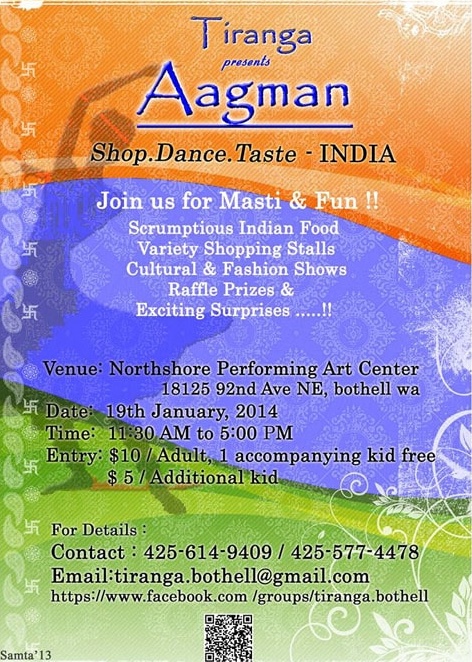 Tiranga
presents
Aagman
Shop.Dance.Taste - INDIA
Join us for Masti & Fun !!
Scrumptious Indian Food
Variety Shopping Stalls
Cultural & Fashion Shows
Raffle Prizes &
Exciting Surprises .....!!
Venue: Northshore Performing Art Center
18125 92nd Ave NE, bothell wa
Date: 19th January, 2014
Time: 11:30 AM to 5:00 PM
Entry: $10 / Adult, 1 accompanying kid free
$ 5 / Additional kid
For Details :
Contact : 425-614-9409 / 425-577-4478
Email:tiranga.bothell@gmail.com
https://www.facebook.com /groups/tiranga.bothell
Samta'13